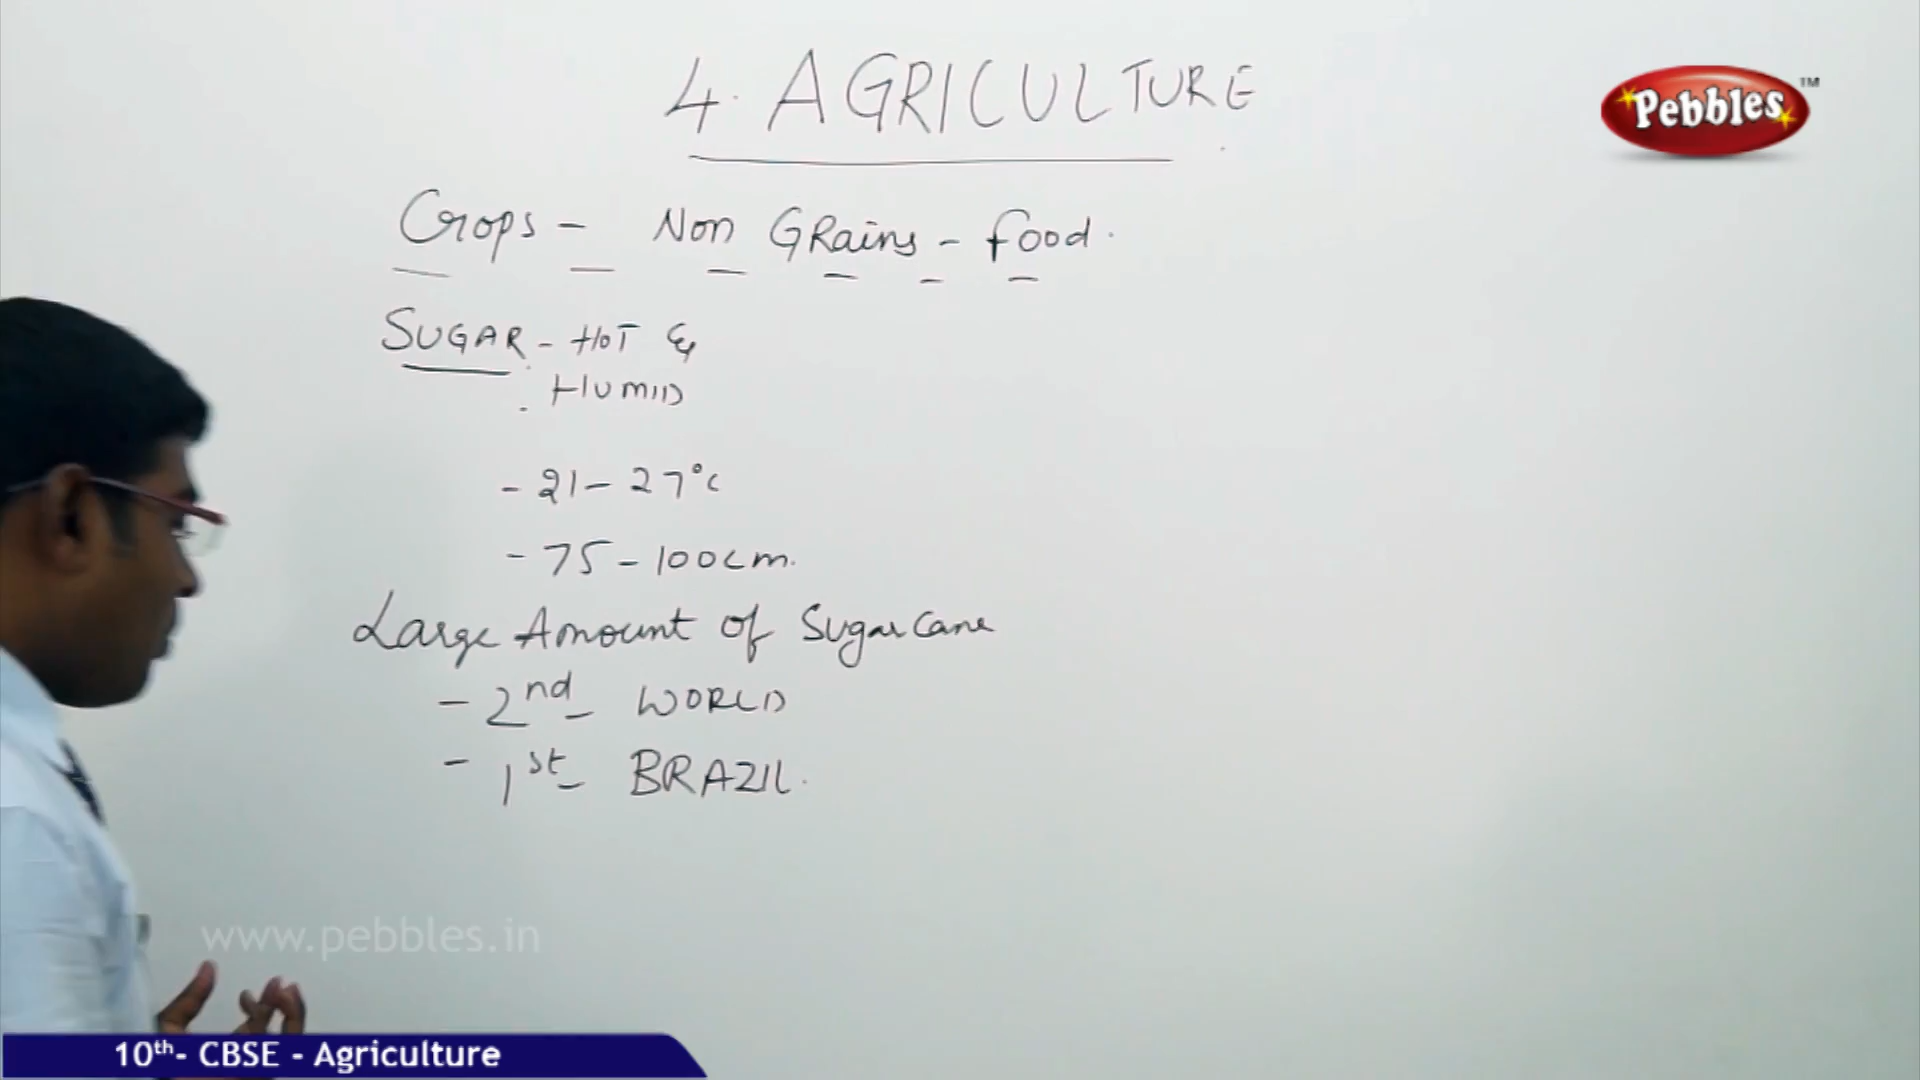 4. AGRICULTURE
Pebbles™
Crops - Non GRains - food.
SUGAR - HOT &
HUMID
- 21 - 27°C
- 75 - 100cm.
Large Amount of Sugarcane
- 2nd - WORLD
- 1st - BRAZIL.
www.pebbles.in
10th- CBSE - Agriculture